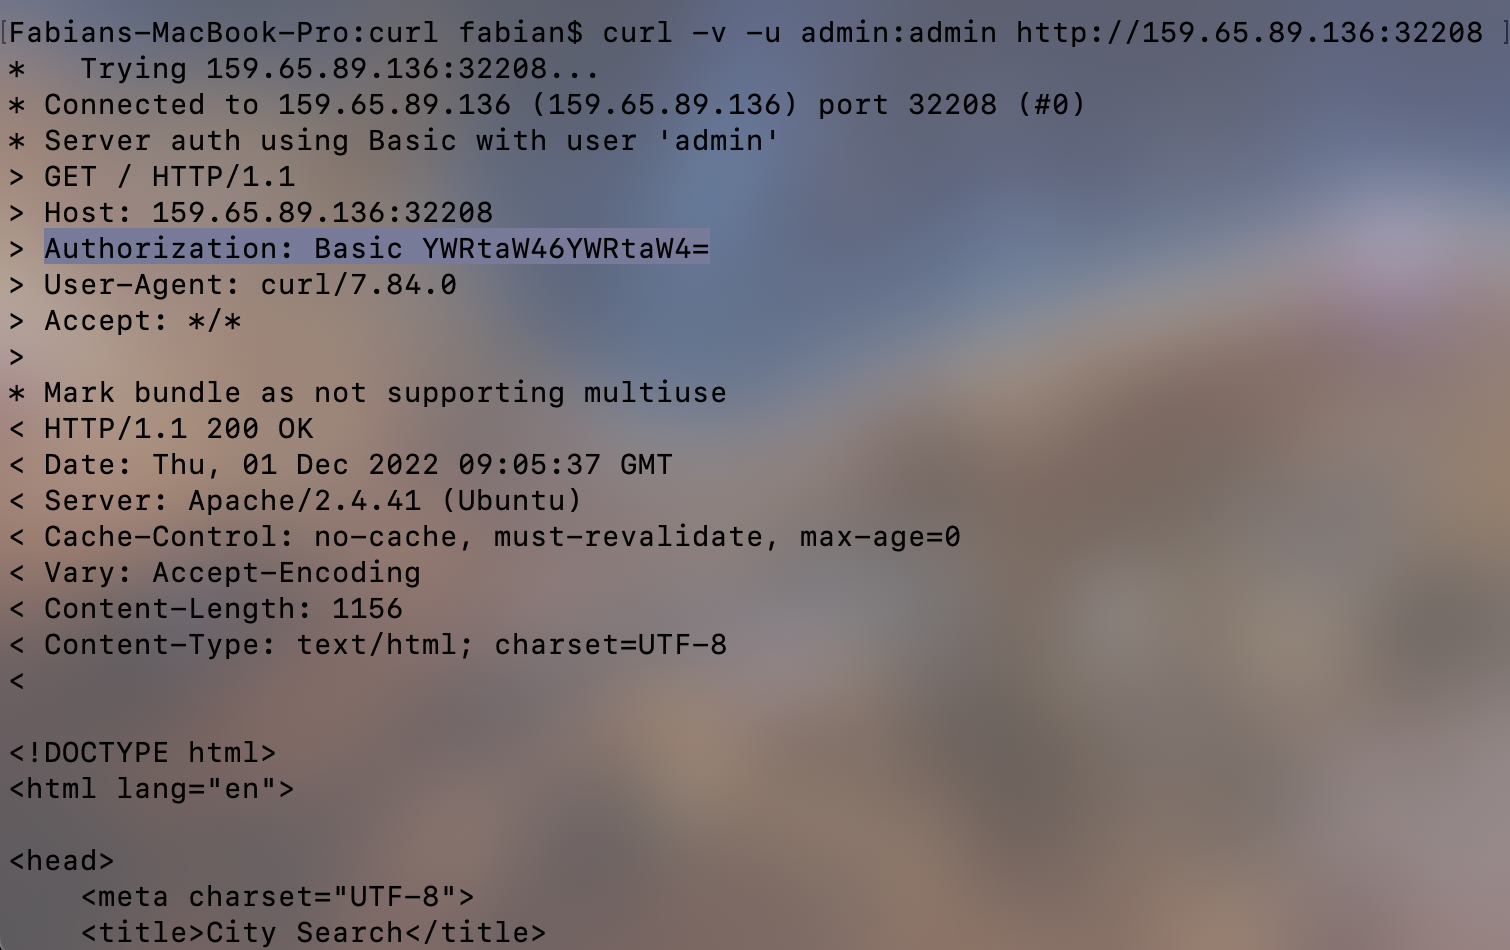 [Fabians-MacBook-Pro:curl fabian$ curl -v -u admin:admin http://159.65.89.136:32208 ]
*   Trying 159.65.89.136:32208...
* Connected to 159.65.89.136 (159.65.89.136) port 32208 (#0)
* Server auth using Basic with user 'admin'
> GET / HTTP/1.1
> Host: 159.65.89.136:32208
> Authorization: Basic YWRtaW46YWRtaW4=
> User-Agent: curl/7.84.0
> Accept: */*
>
* Mark bundle as not supporting multiuse
< HTTP/1.1 200 OK
< Date: Thu, 01 Dec 2022 09:05:37 GMT
< Server: Apache/2.4.41 (Ubuntu)
< Cache-Control: no-cache, must-revalidate, max-age=0
< Vary: Accept-Encoding
< Content-Length: 1156
< Content-Type: text/html; charset=UTF-8
<
<!DOCTYPE html>
<html lang="en">
<head>
    <meta charset="UTF-8">
    <title>City Search</title>